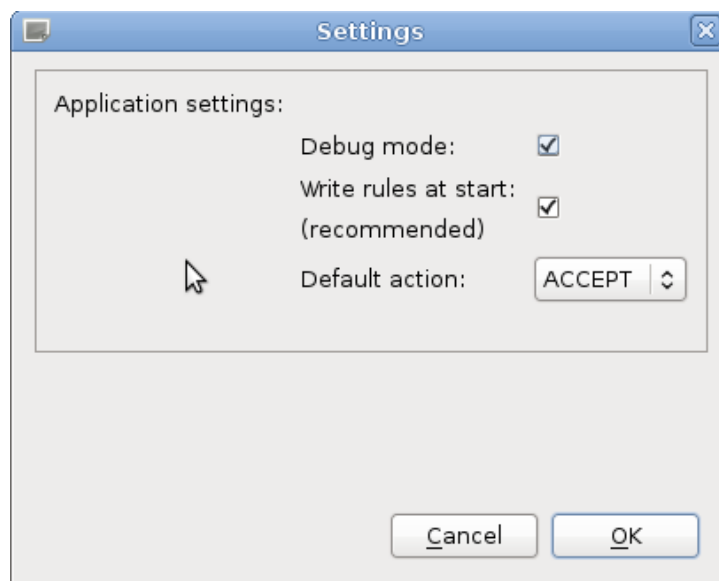 Settings
Application settings:
Debug mode:
Write rules at start:
(recommended)
Default action:
ACCEPT
Cancel
OK